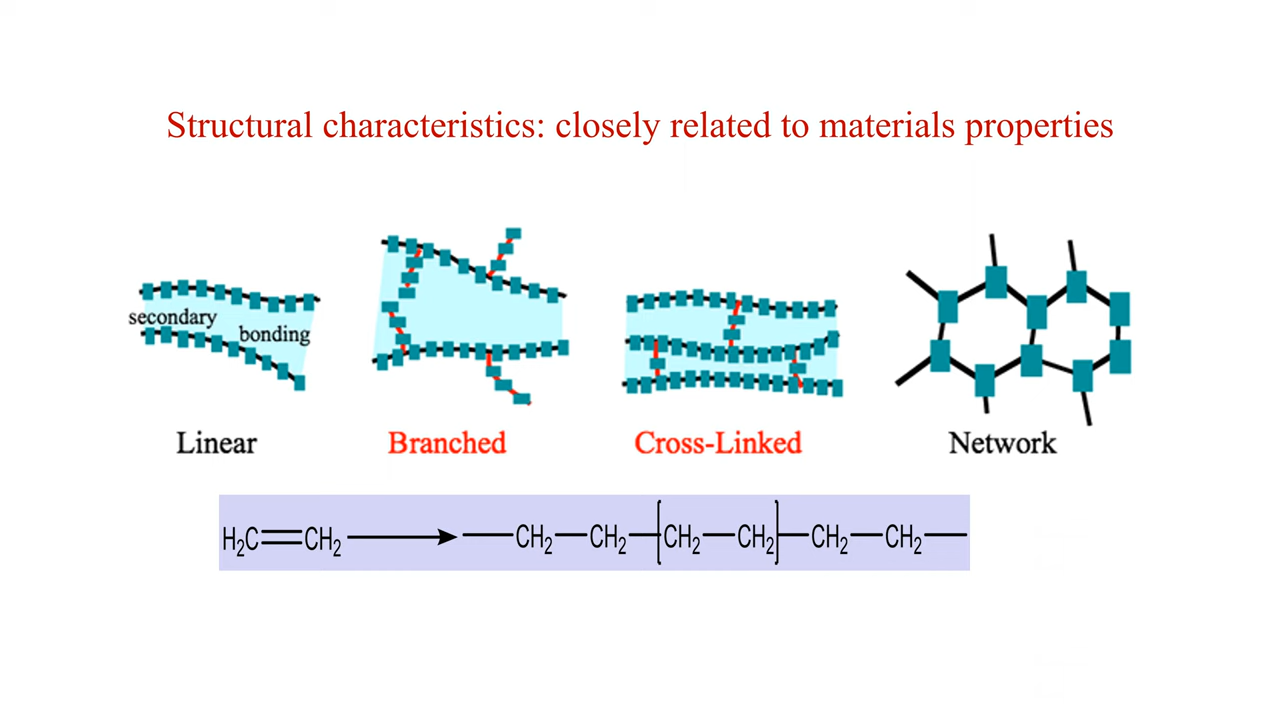 Structural characteristics: closely related to materials properties
secondary
bonding
Linear
Branched
Cross-Linked
Network
H₂C=CH₂ → —CH₂—CH₂—[CH₂—CH₂]—CH₂—CH₂—